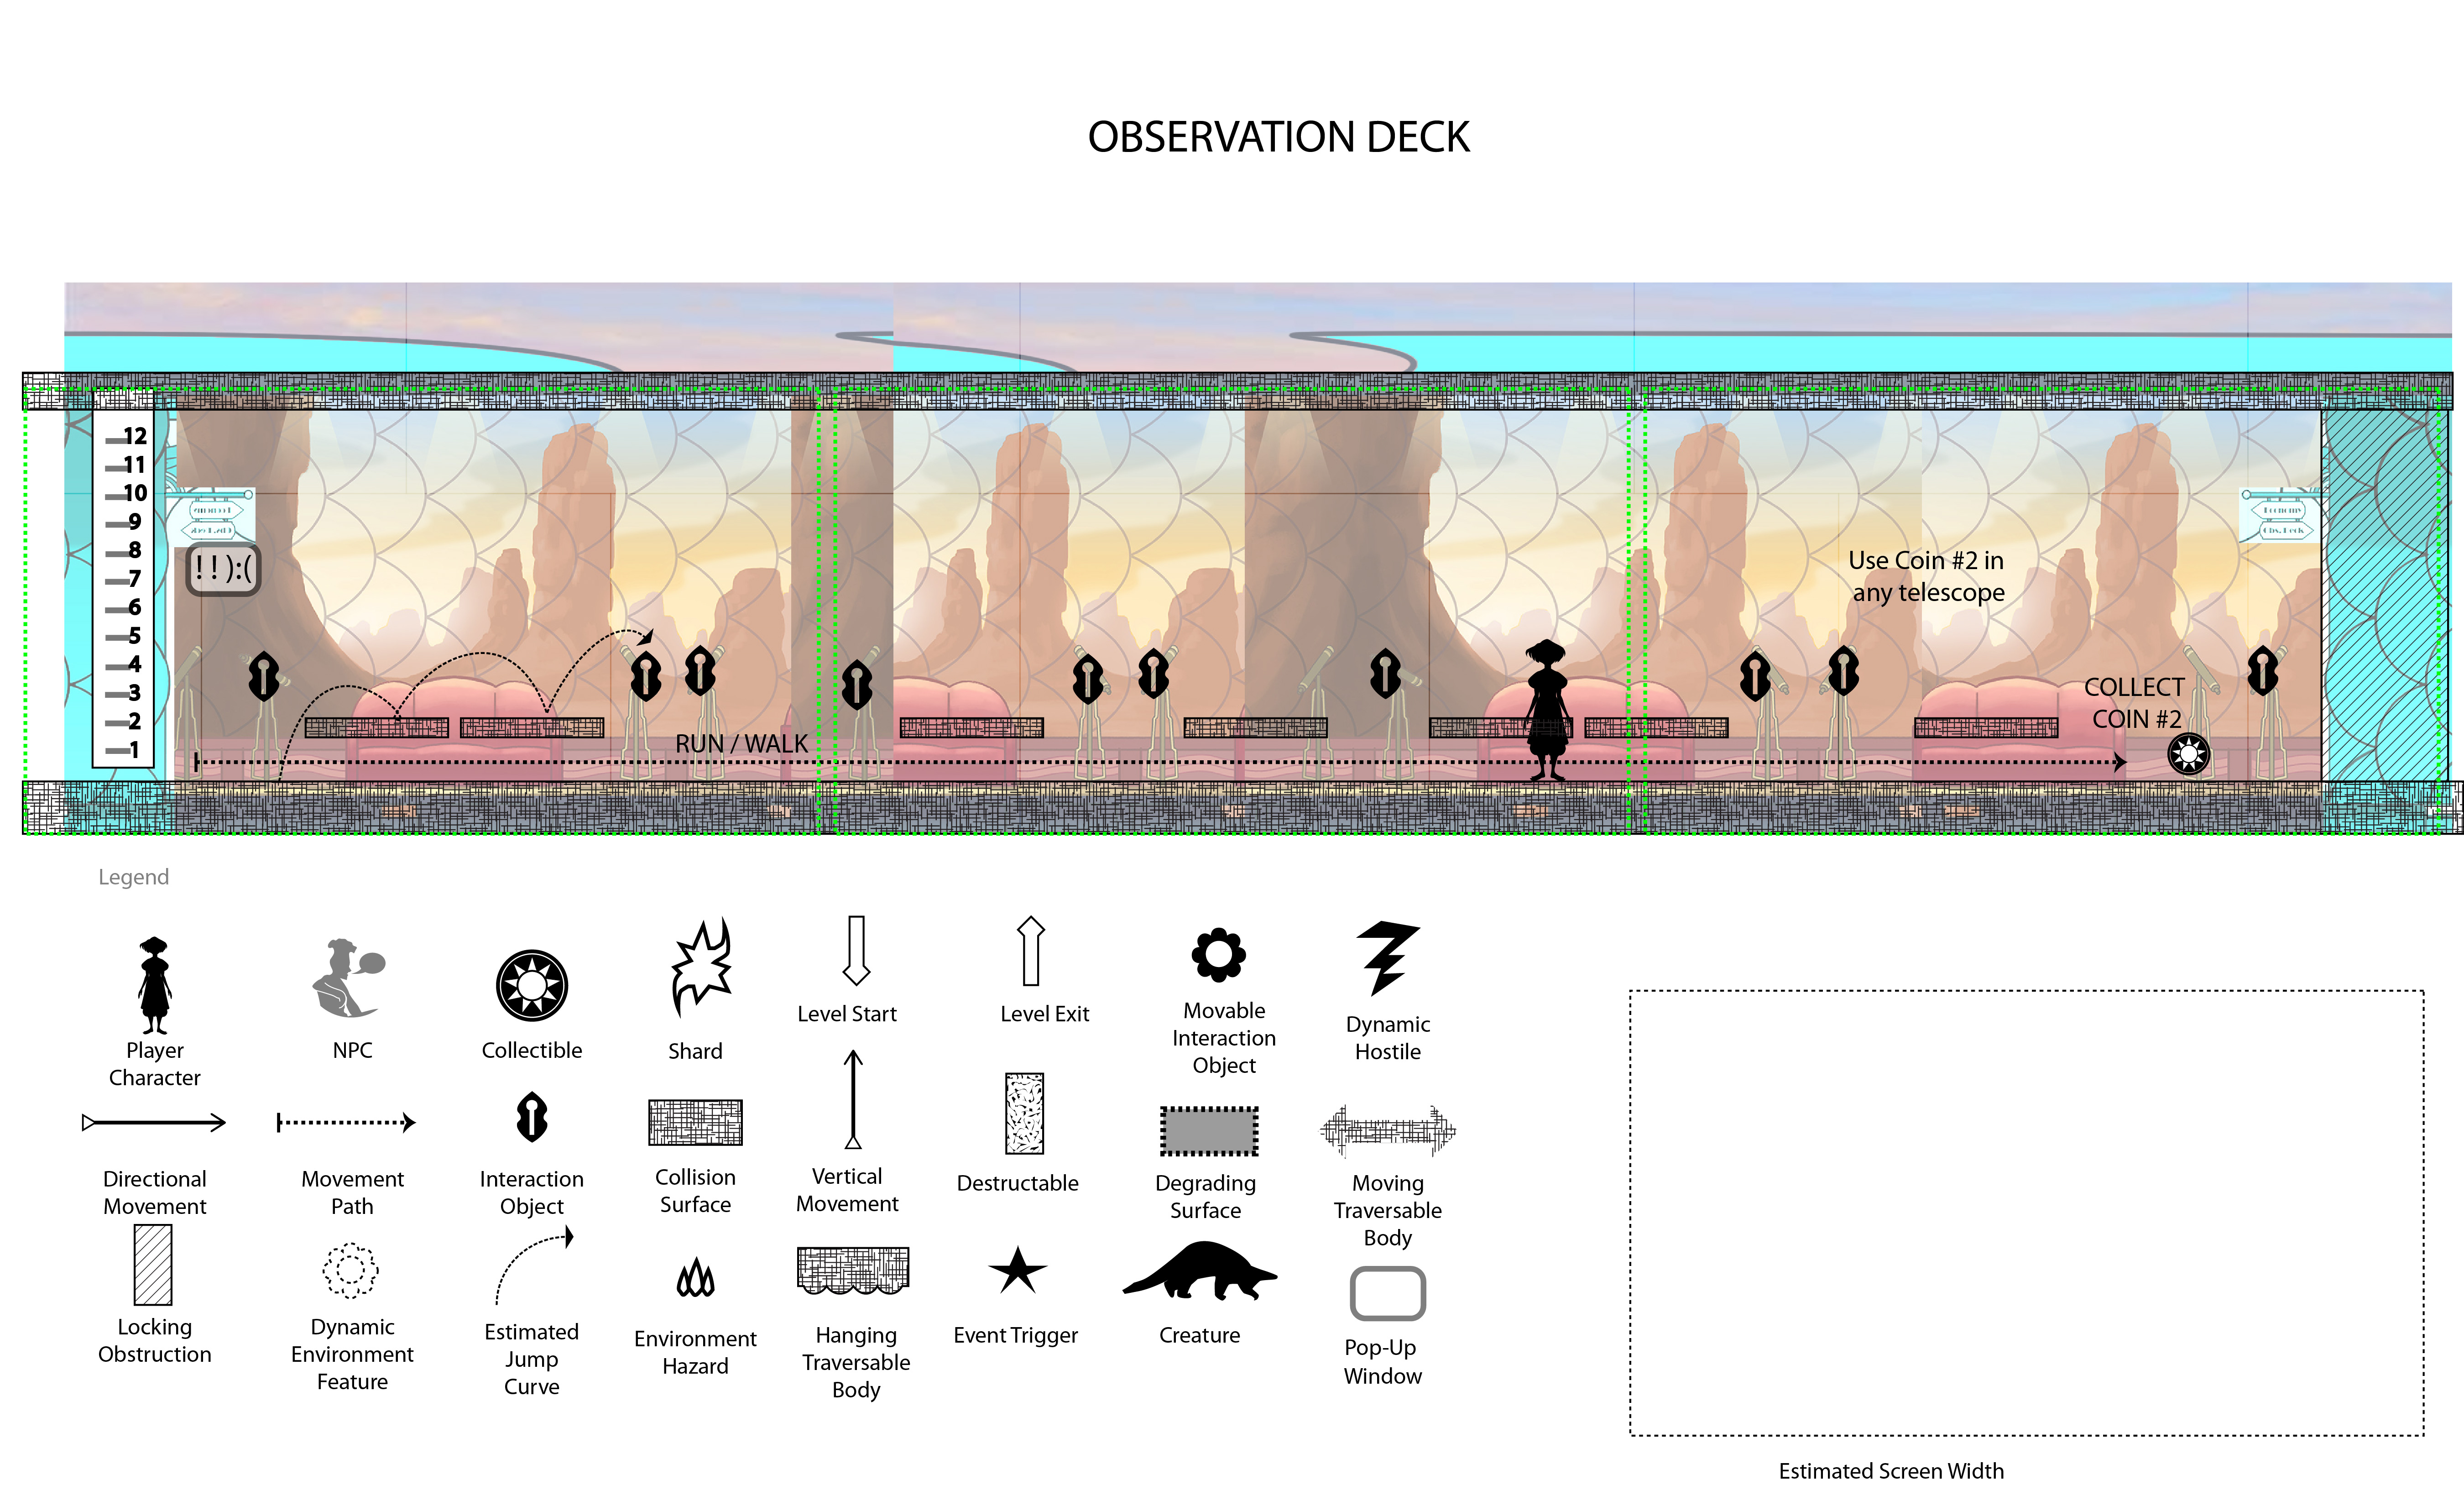 OBSERVATION DECK
12
11
10
9
8
7
6
5
4
3
2
1
!!):(
Economy
Obs. Deck
Use Coin #2 in
any telescope
COLLECT
COIN #2
RUN / WALK
Legend
Player
Character
NPC
Collectible
Shard
Level Start
Level Exit
Movable
Interaction
Object
Dynamic
Hostile
Directional
Movement
Movement
Path
Interaction
Object
Collision
Surface
Vertical
Movement
Destructable
Degrading
Surface
Moving
Traversable
Body
Locking
Obstruction
Dynamic
Environment
Feature
Estimated
Jump
Curve
Environment
Hazard
Hanging
Traversable
Body
Event Trigger
Creature
Pop-Up
Window
Estimated Screen Width